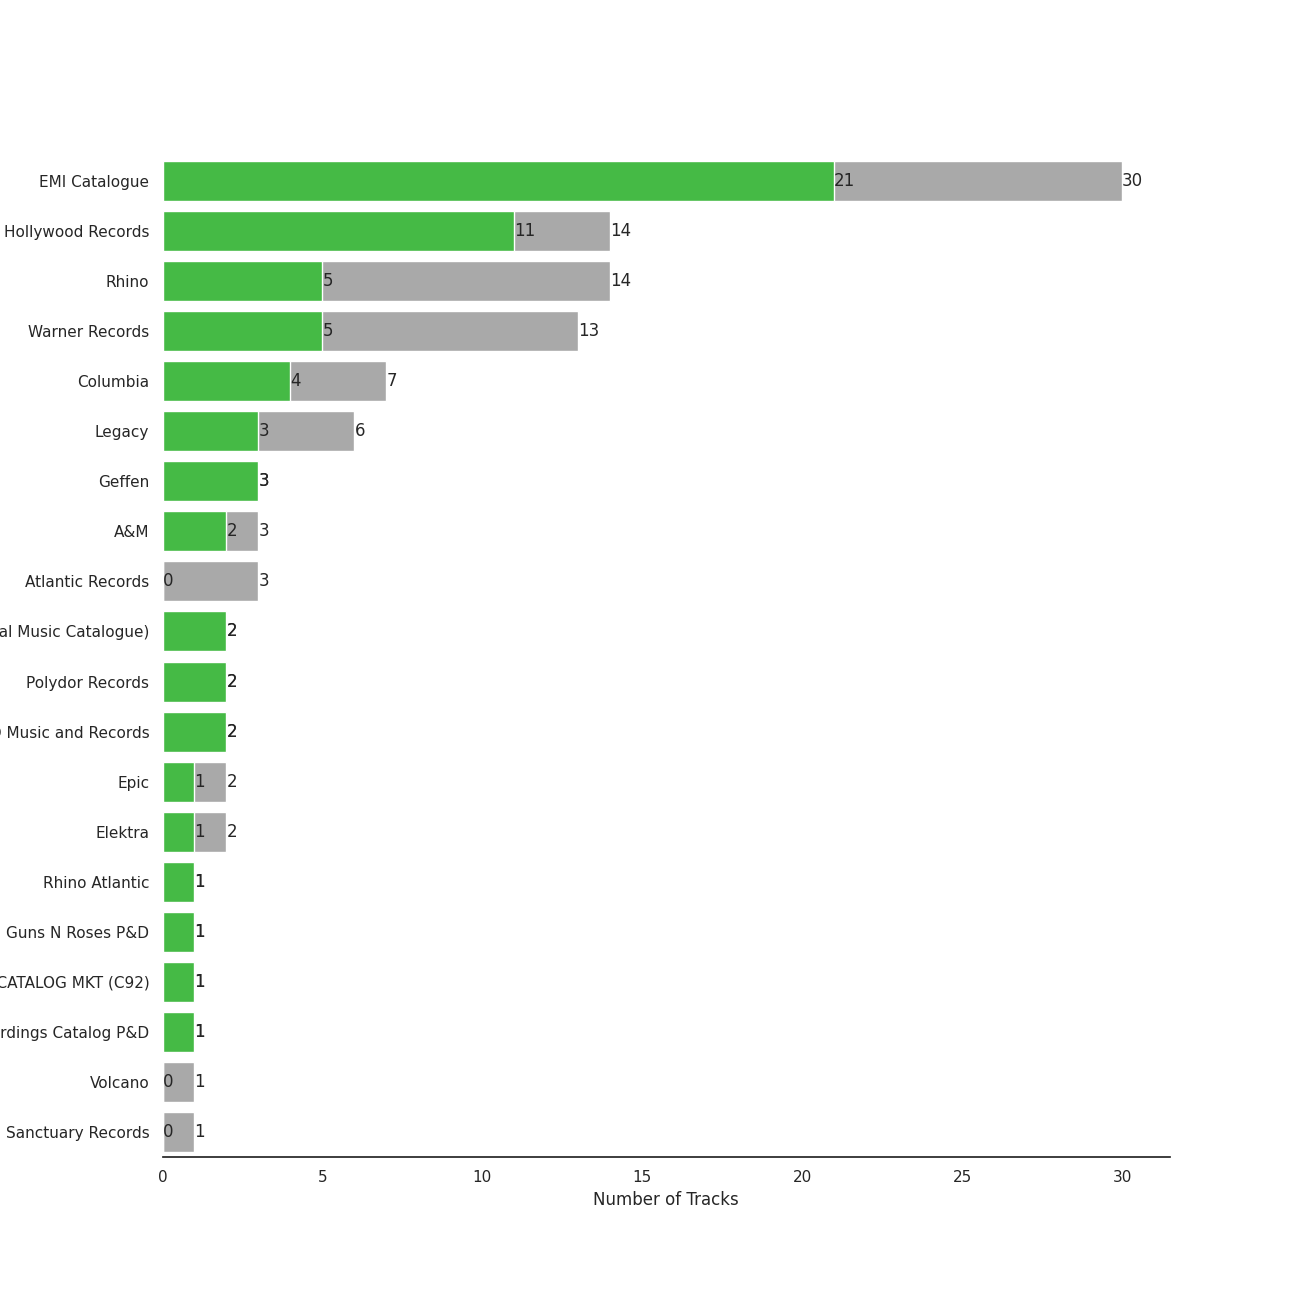 EMI Catalogue 21 30
Hollywood Records 11 14
Rhino 5 14
Warner Records 5 13
Columbia 4 7
Legacy 3 6
Geffen 3
A&M 2 3
Atlantic Records 0 3
al Music Catalogue) 2
Polydor Records 2
Music and Records 2
Epic 1 2
Elektra 1 2
Rhino Atlantic 1
Guns N Roses P&D 1
CATALOG MKT (C92) 1
rdings Catalog P&D 1
Volcano 0 1
Sanctuary Records 0 1
0 5 10 15 20 25 30
Number of Tracks